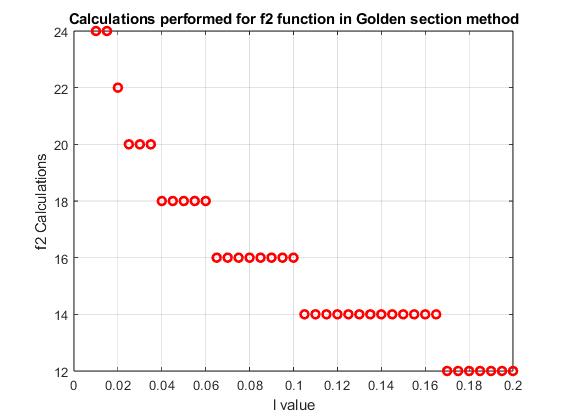 Calculations performed for f2 function in Golden section method
24
22
20
18
16
14
12
f2 Calculations
0 0.02 0.04 0.06 0.08 0.1 0.12 0.14 0.16 0.18 0.2
l value